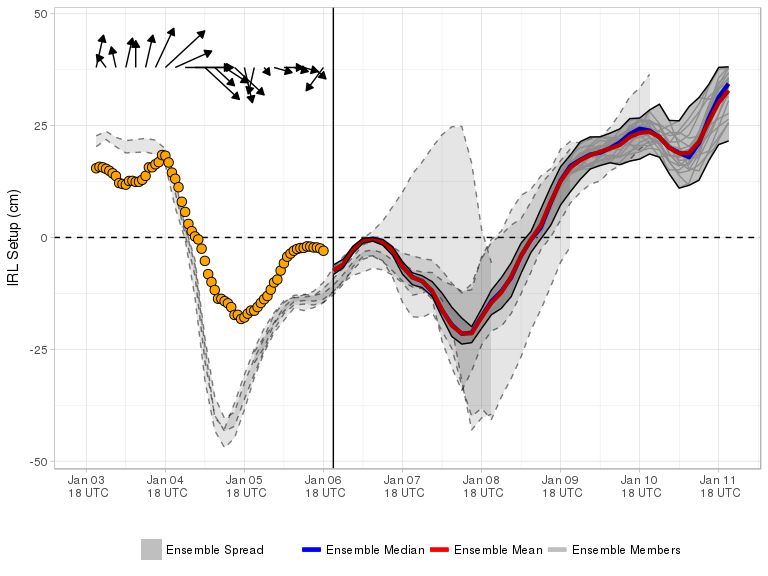 50
25
0
-25
-50
IRL Setup (cm)
Jan 03 Jan 04 Jan 05 Jan 06 Jan 07 Jan 08 Jan 09 Jan 10 Jan 11
18 UTC 18 UTC 18 UTC 18 UTC 18 UTC 18 UTC 18 UTC 18 UTC 18 UTC
Ensemble Spread Ensemble Median Ensemble Mean Ensemble Members